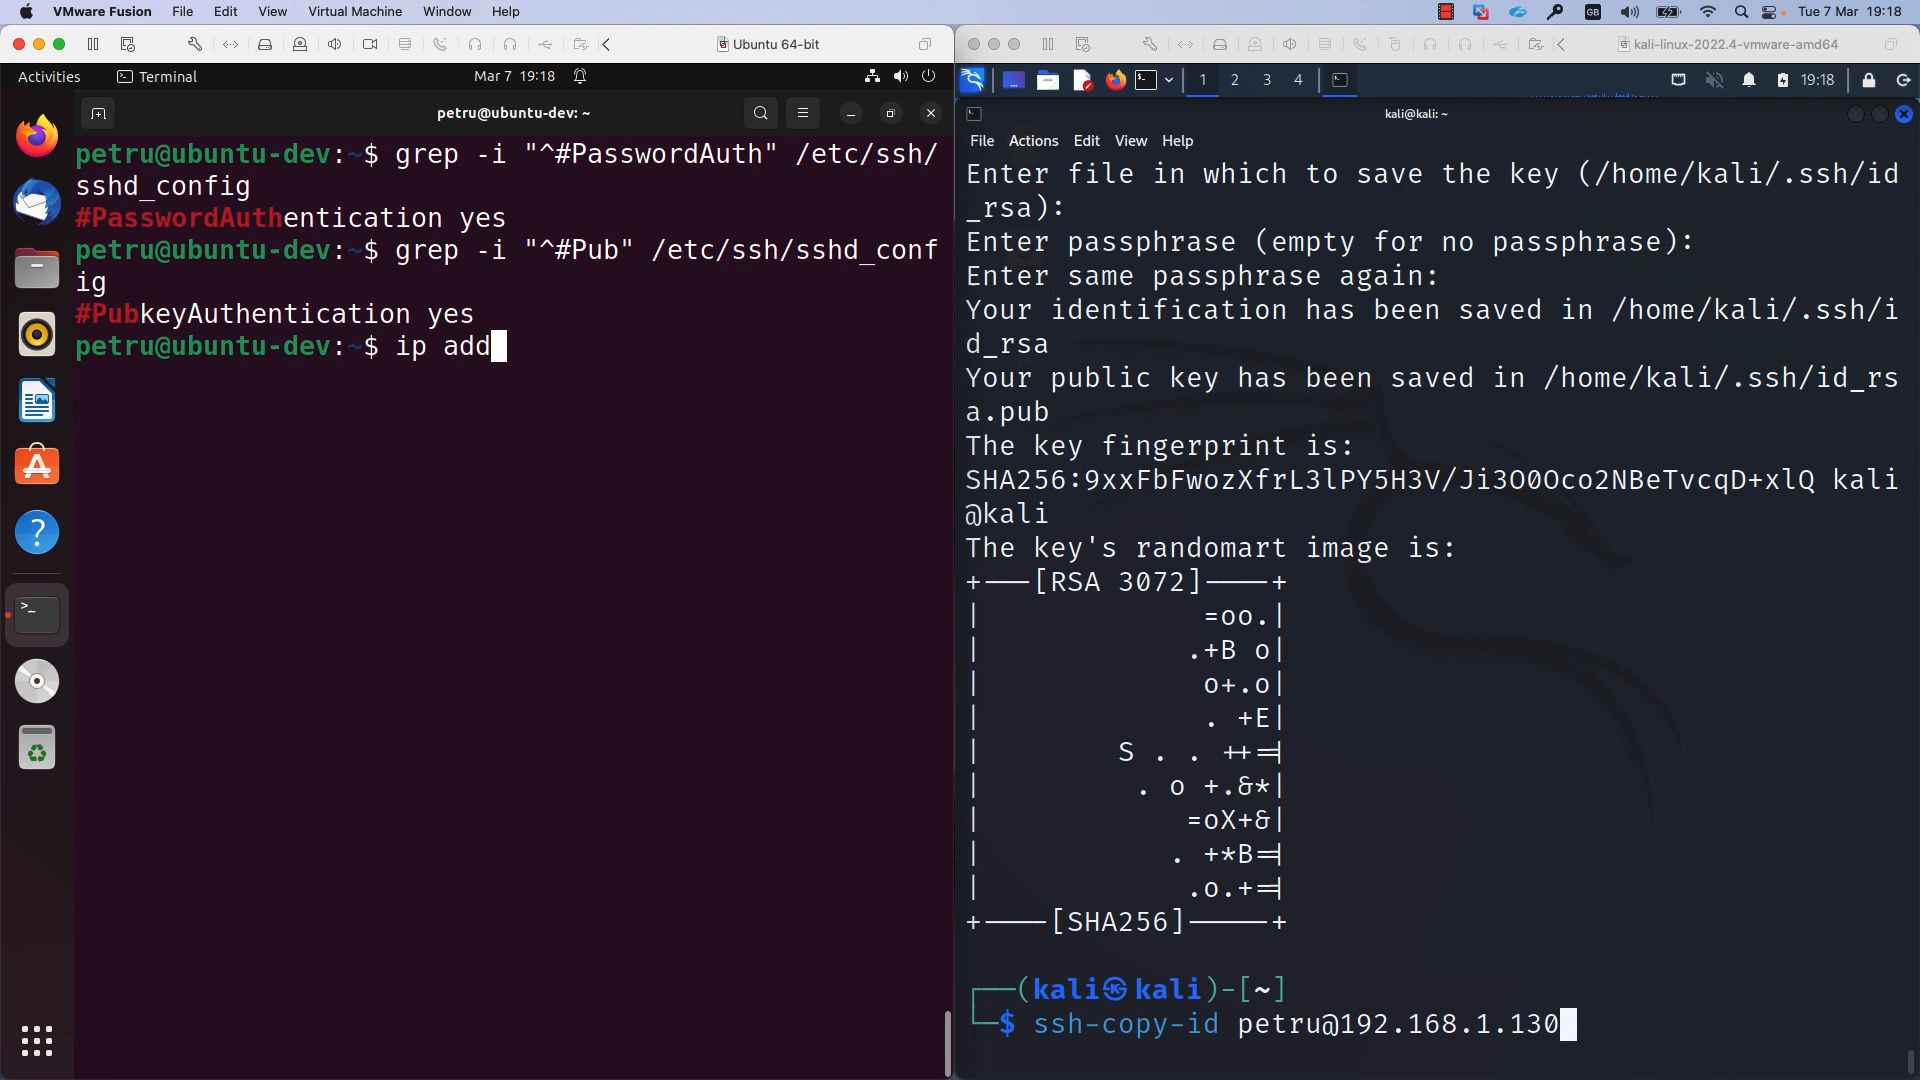 VMware Fusion File Edit View Virtual Machine Window Help GB Tue 7 Mar 19:18
Ubuntu 64-bit
Activities Terminal Mar 7 19:18
petru@ubuntu-dev: ~
petru@ubuntu-dev:~$ grep -i "^#PasswordAuth" /etc/ssh/
sshd_config
#PasswordAuthentication yes
petru@ubuntu-dev:~$ grep -i "^#Pub" /etc/ssh/sshd_conf
ig
#PubkeyAuthentication yes
petru@ubuntu-dev:~$ ip add
kali-linux-2022.4-vmware-amd64
1 2 3 4 19:18
kali@kali: ~
File Actions Edit View Help
Enter file in which to save the key (/home/kali/.ssh/id
_rsa):
Enter passphrase (empty for no passphrase):
Enter same passphrase again:
Your identification has been saved in /home/kali/.ssh/i
d_rsa
Your public key has been saved in /home/kali/.ssh/id_rs
a.pub
The key fingerprint is:
SHA256:9xxFbFwozXfrL3lPY5H3V/Ji3O0Oco2NBeTvcqD+xlQ kali
@kali
The key's randomart image is:
+---[RSA 3072]----+
|             =oo.|
|            .+B o|
|             o+.o|
|             . +E|
|        S . . ++=|
|         . o +.&*|
|            =oX+&|
|           . +*B=|
|            .o.+=|
+----[SHA256]-----+
┌──(kali㉿kali)-[~]
└─$ ssh-copy-id petru@192.168.1.130